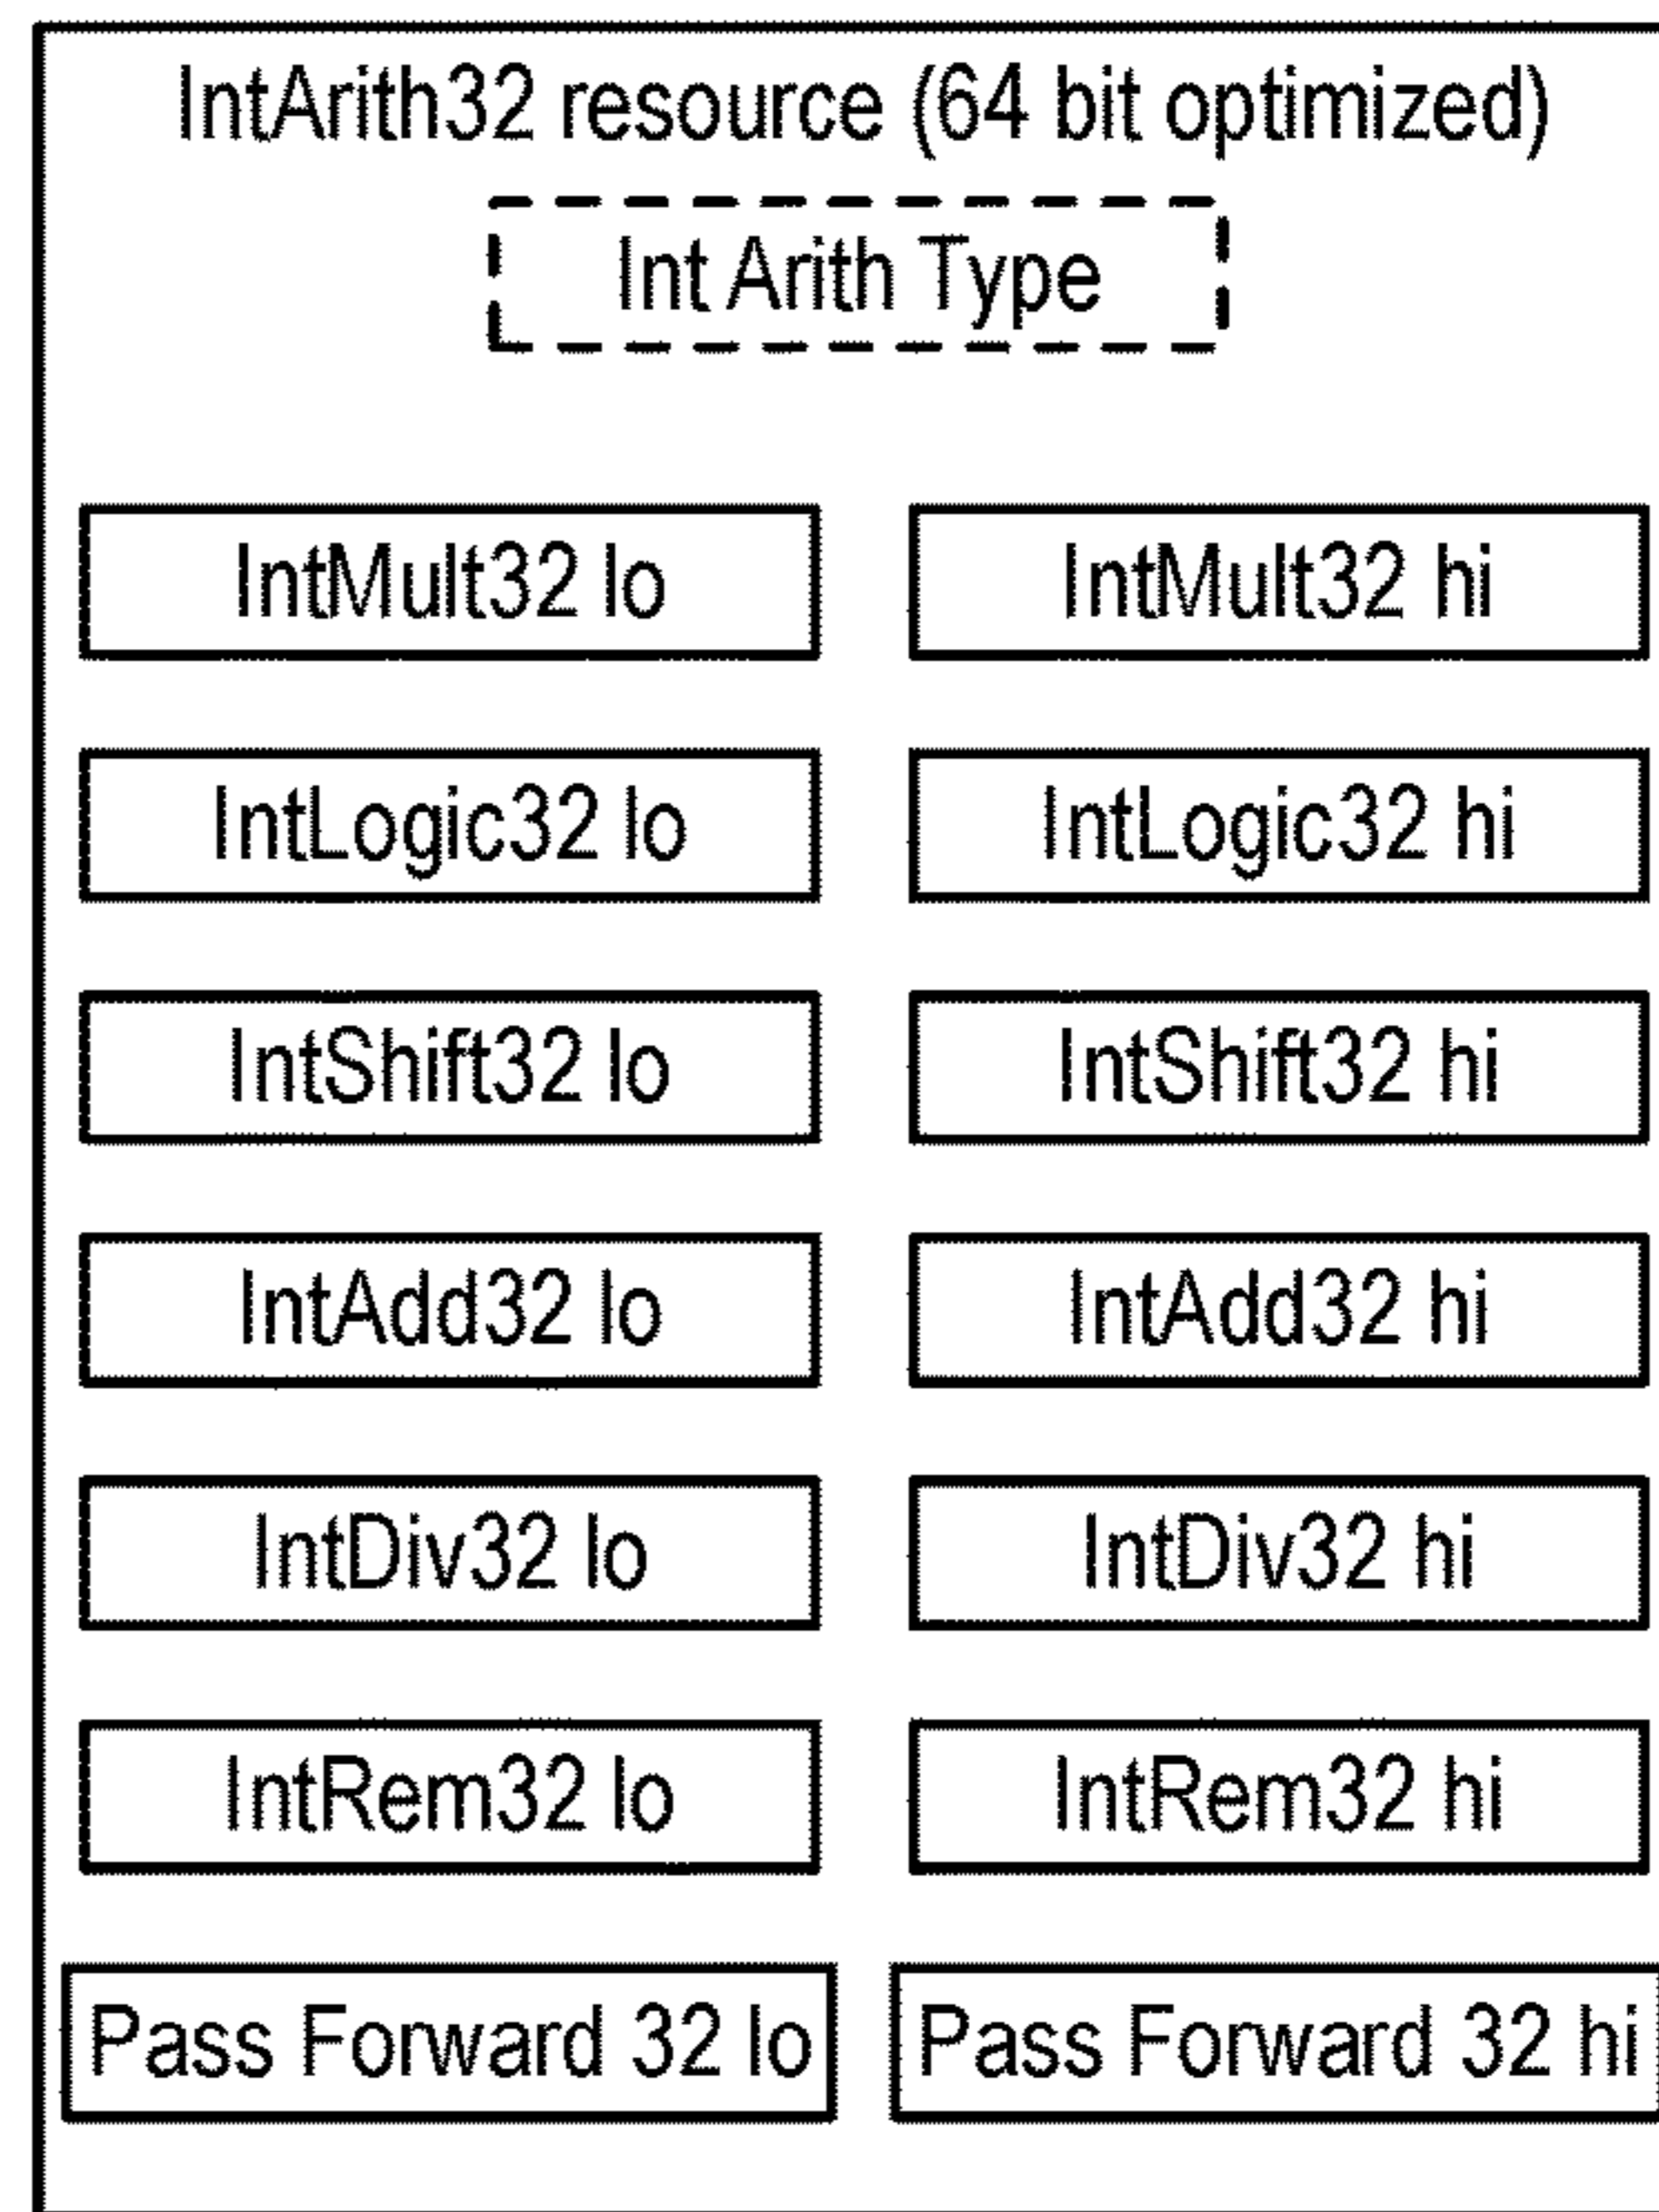 IntArith32 resource (64 bit optimized)
Int Arith Type
IntMult32 lo
IntMult32 hi
IntLogic32 lo
IntLogic32 hi
IntShift32 lo
IntShift32 hi
IntAdd32 lo
IntAdd32 hi
IntDiv32 lo
IntDiv32 hi
IntRem32 lo
IntRem32 hi
Pass Forward 32 lo
Pass Forward 32 hi